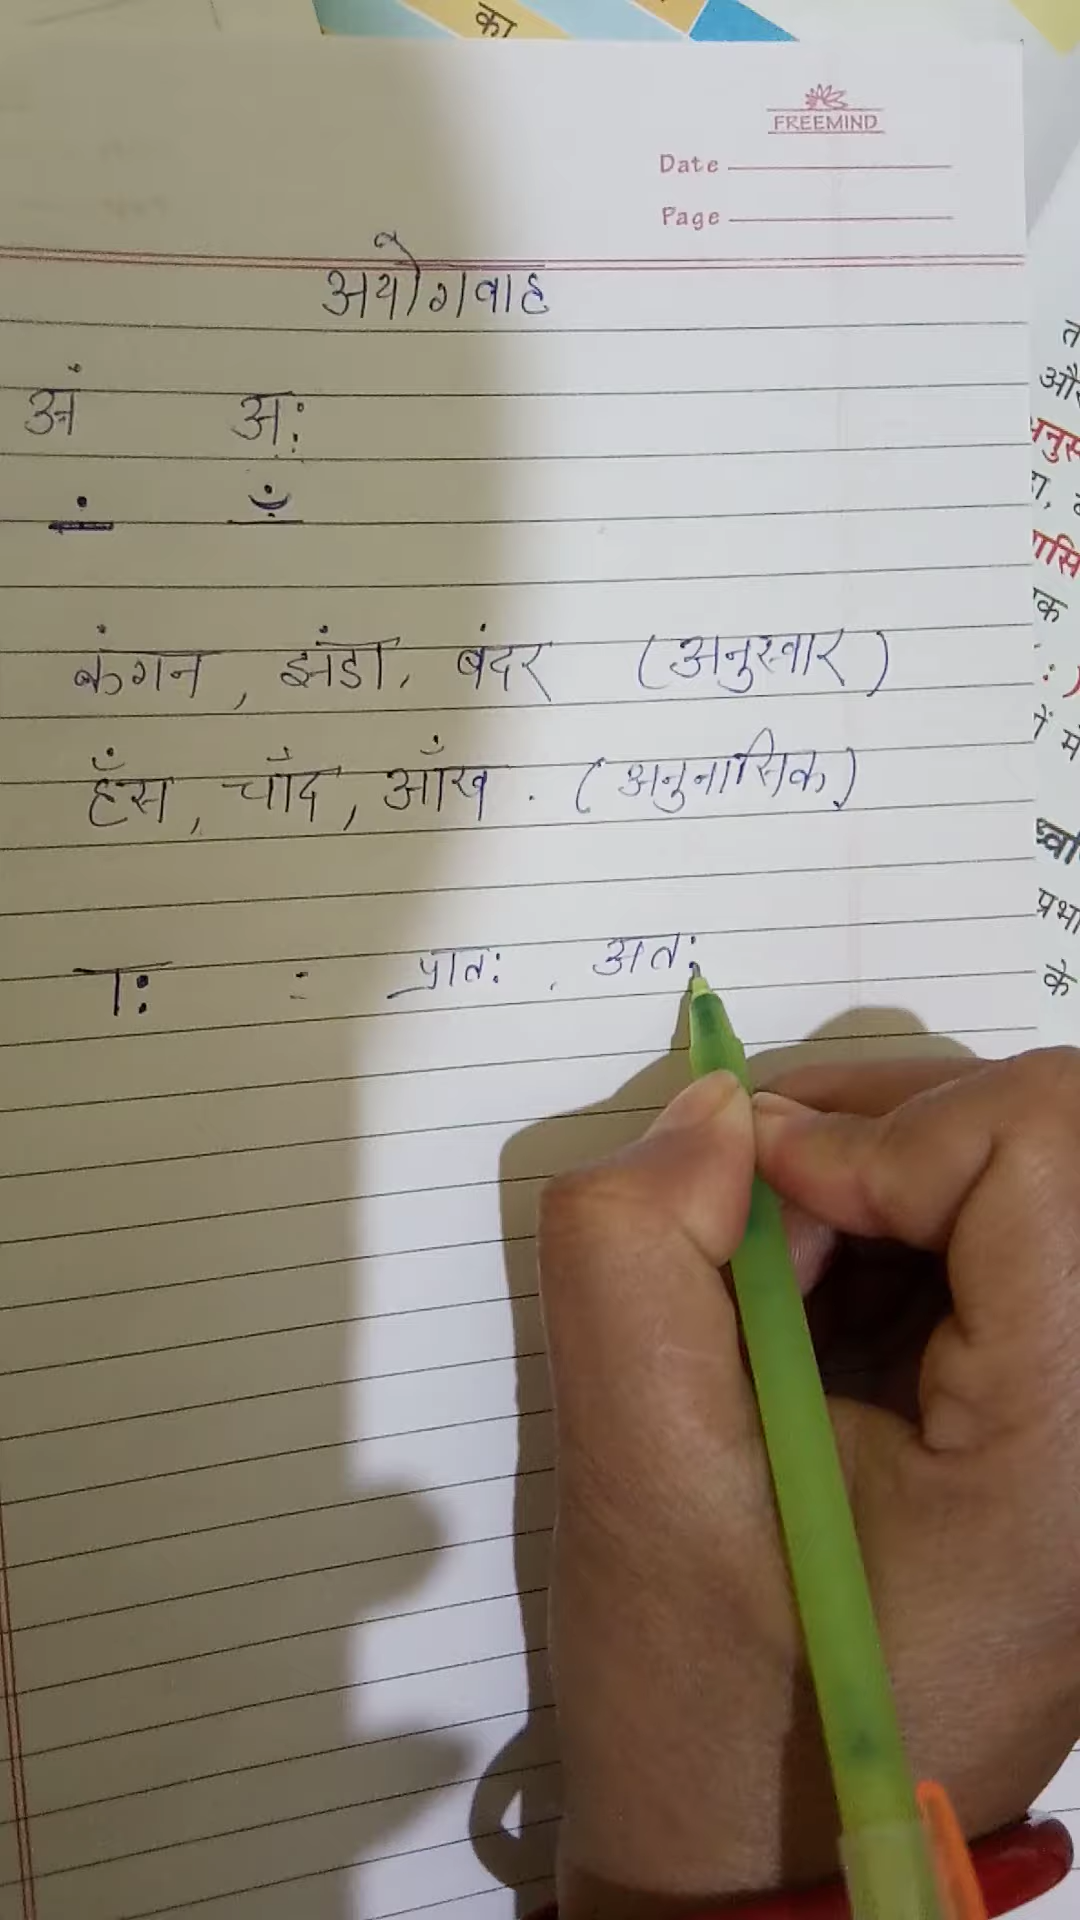 का
FREEMIND
Date
Page
अयोगवाह
अं अः
ं ँ
कंगन, झंडा, बंदर (अनुस्वार)
हँस, चाँद, आँख. (अनुनासिक)
ाः = प्रातः, अतः